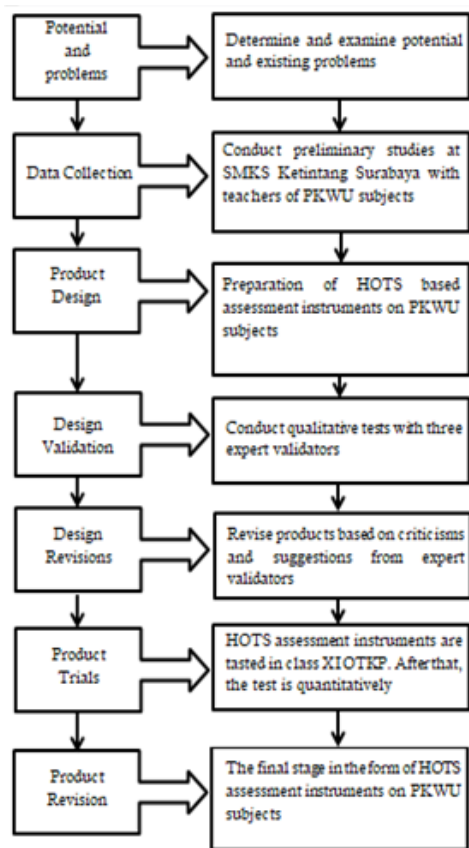 Potential
and
problems
Determine and examine potential
and existing problems
Data Collection
Conduct preliminary studies at
SMKS Ketintang Surabaya with
teachers of PKWU subjects
Product
Design
Preparation of HOTS based
assessment instruments on PKWU
subjects
Design
Validation
Conduct qualitative tests with three
expert validators
Design
Revisions
Revise products based on criticisms
and suggestions from expert
validators
Product
Trials
HOTS assessment instruments are
tasted in class XI OTKP. Afterthat,
the test is quantitatively
Product
Revision
The final stage in the form of HOTS
assessment instruments on PKWU
subjects